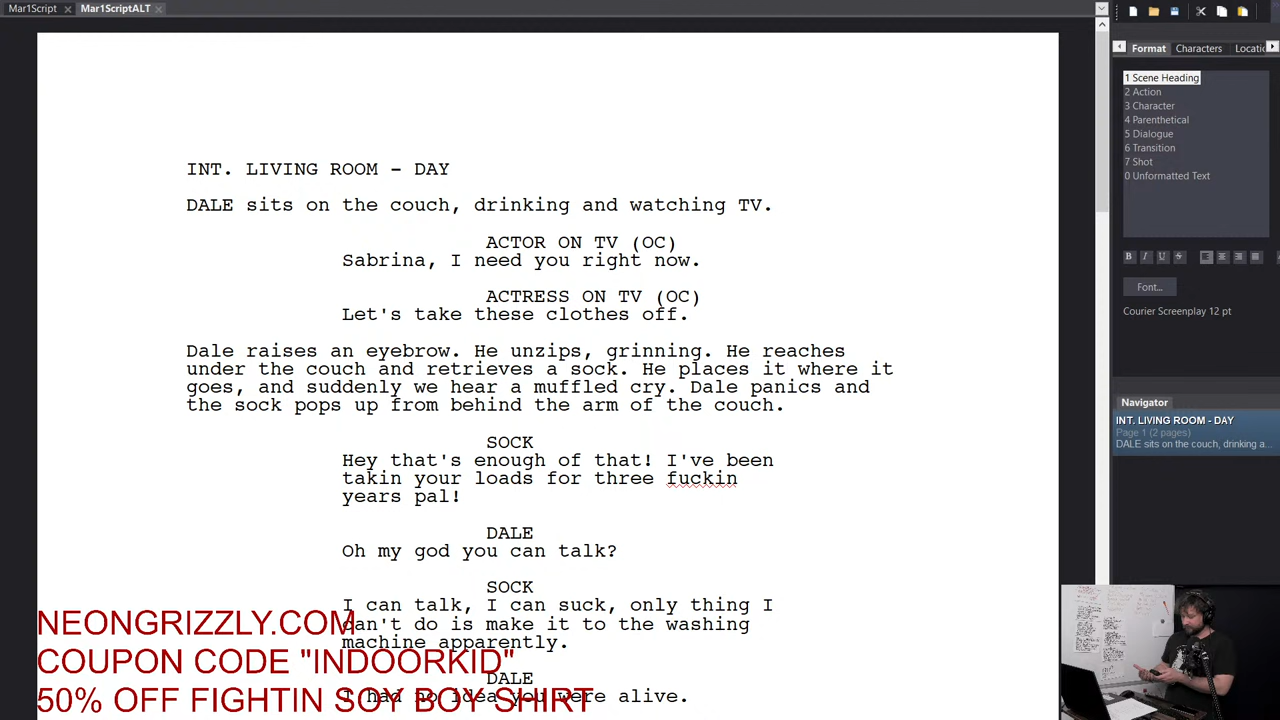 Mar1Script
Mar1ScriptALT
INT. LIVING ROOM - DAY
DALE sits on the couch, drinking and watching TV.
ACTOR ON TV (OC)
Sabrina, I need you right now.
ACTRESS ON TV (OC)
Let's take these clothes off.
Dale raises an eyebrow. He unzips, grinning. He reaches
under the couch and retrieves a sock. He places it where it
goes, and suddenly we hear a muffled cry. Dale panics and
the sock pops up from behind the arm of the couch.
SOCK
Hey that's enough of that! I've been
takin your loads for three fuckin
years pal!
DALE
Oh my god you can talk?
SOCK
I can talk, I can suck, only thing I
can't do is make it to the washing
machine apparently.
DALE
I had no idea you were alive.
NEONGRIZZLY.COM
COUPON CODE "INDOORKID"
50% OFF FIGHTIN SOY BOY SHIRT
Format Characters Locatic
1 Scene Heading
2 Action
3 Character
4 Parenthetical
5 Dialogue
6 Transition
7 Shot
0 Unformatted Text
B I U S
Font...
Courier Screenplay 12 pt
Navigator
INT. LIVING ROOM - DAY
Page 1 (2 pages)
DALE sits on the couch, drinking a...